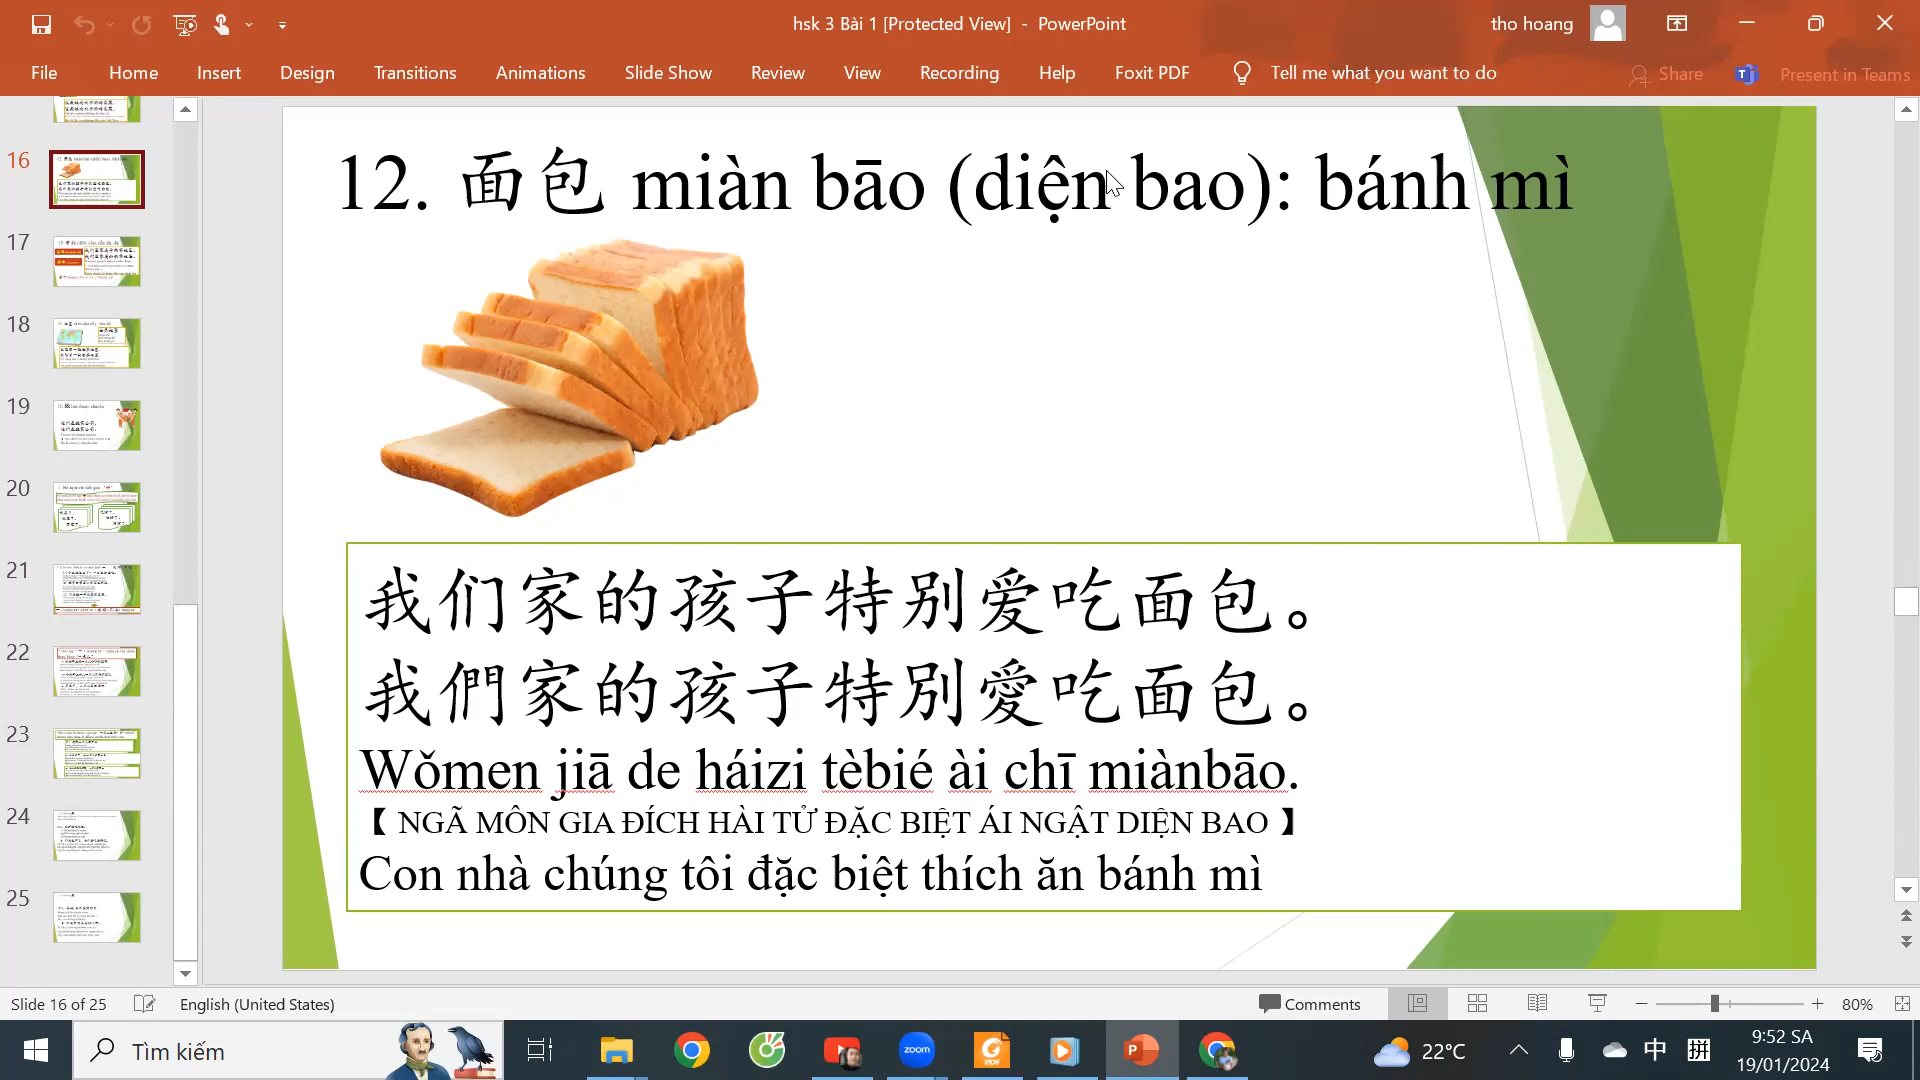 hsk 3 Bài 1 [Protected View] - PowerPoint
tho hoang
File Home Insert Design Transitions Animations Slide Show Review View Recording Help Foxit PDF Tell me what you want to do Share Present in Teams
16
17
18
19
20
21
22
23
24
25
12. 面包 miàn bāo (diện bao): bánh mì
我们家的孩子特别爱吃面包。
我們家的孩子特別愛吃面包。
Wǒmen jiā de háizi tèbié ài chī miànbāo.
【 NGÃ MÔN GIA ĐÍCH HÀI TỬ ĐẶC BIỆT ÁI NGẬT DIỆN BAO 】
Con nhà chúng tôi đặc biệt thích ăn bánh mì
Slide 16 of 25 English (United States) Comments 80%
Tìm kiếm
zoom
PDF
22°C
中 拼
9:52 SA
19/01/2024